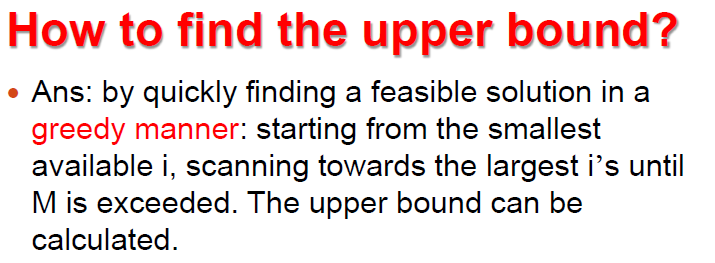 How to find the upper bound?
• Ans: by quickly finding a feasible solution in a
greedy manner: starting from the smallest
available i, scanning towards the largest i’s until
M is exceeded. The upper bound can be
calculated.